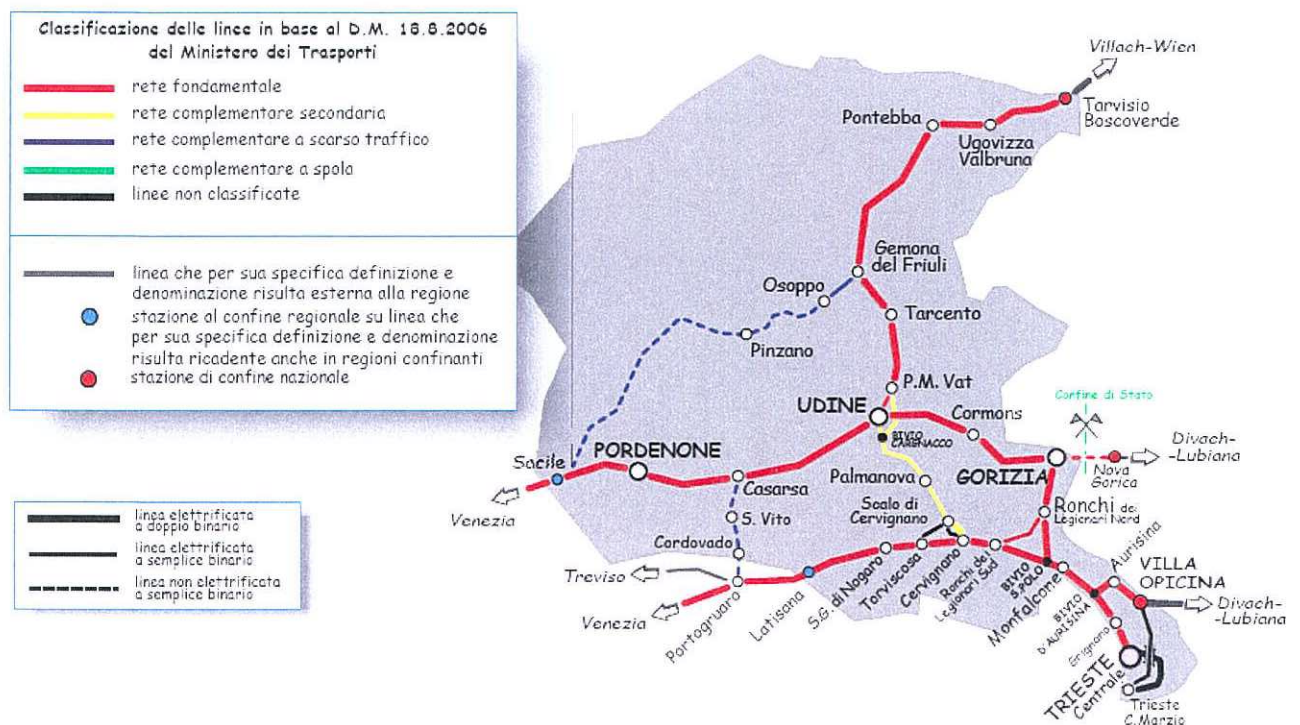 Classificazione delle linee in base al D.M. 18.8.2006
del Ministero dei Trasporti
rete fondamentale
rete complementare secondaria
rete complementare a scarso traffico
rete complementare a spola
linee non classificate
linea che per sua specifica definizione e
denominazione risulta esterna alla regione
stazione al confine regionale su linea che
per sua specifica definizione e denominazione
risulta ricadente anche in regioni confinanti
stazione di confine nazionale
linea elettrificata
a doppio binario
linea elettrificata
a semplice binario
linea non elettrificata
a semplice binario
Villach-Wien
Tarvisio
Boscoverde
Pontebba
Ugovizza
Valbruna
Gemona
del Friuli
Osoppo
Tarcento
Pinzano
P.M. Vat
UDINE
Cormons
BIVIO
CARGNACCO
Confine di Stato
Divach-
-Lubiana
Nova
Gorica
GORIZIA
PORDENONE
Sacile
Venezia
Casarsa
Palmanova
S. Vito
Scalo di
Cervignano
Ronchi dei
Legionari Nord
Cordovado
Treviso
Venezia
Portogruaro
Latisana
S.G. di Nogaro
Torviscosa
Cervignano
Ronchi dei
Legionari Sud
BIVIO
S.POLO
Monfalcone
BIVIO
D'AURISINA
Aurisina
VILLA
OPICINA
Divach-
-Lubiana
Grignano
TRIESTE
Centrale
Trieste
C. Marzio